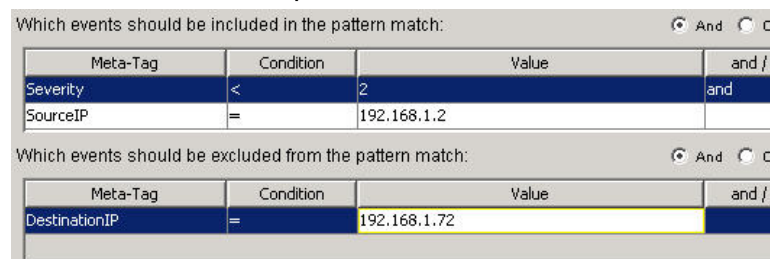 Which events should be included in the pattern match: And
Meta-Tag Condition Value and /
Severity < 2 and
SourceIP = 192.168.1.2
Which events should be excluded from the pattern match: And
Meta-Tag Condition Value and /
DestinationIP = 192.168.1.72